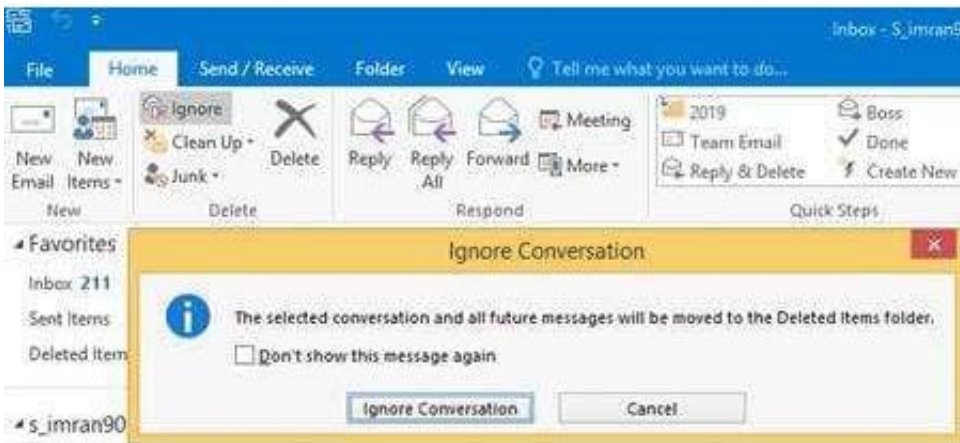 Inbox - S_imran9
File Home Send / Receive Folder View Tell me what you want to do...
New Email
New Items
Ignore
Clean Up
Junk
Delete
Reply
Reply All
Forward
Meeting
More
2019
Team Email
Reply & Delete
Boss
Done
Create New
New Delete Respond Quick Steps
Favorites
Inbox 211
Sent Items
Deleted Item
s_imran90
Ignore Conversation
The selected conversation and all future messages will be moved to the Deleted Items folder.
Don't show this message again
Ignore Conversation Cancel